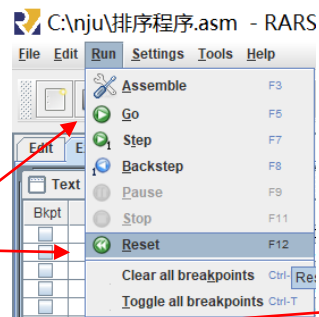 C:\nju\排序程序.asm - RARS
File Edit Run Settings Tools Help
Assemble F3
Go F5
Step F7
Backstep F8
Pause F9
Stop F11
Reset F12
Clear all breakpoints Ctrl-
Res
Toggle all breakpoints Ctrl-T
Edit E
Text
Bkpt